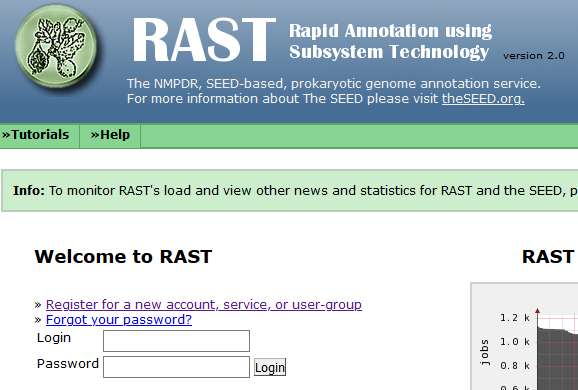 RAST Rapid Annotation using
Subsystem Technology version 2.0
The NMPDR, SEED-based, prokaryotic genome annotation service.
For more information about The SEED please visit theSEED.org.
»Tutorials »Help
Info: To monitor RAST's load and view other news and statistics for RAST and the SEED, p
Welcome to RAST RAST
» Register for a new account, service, or user-group
» Forgot your password?
Login
Password Login
1.2 k
1.0 k
0.8 k
0.6 k
jobs